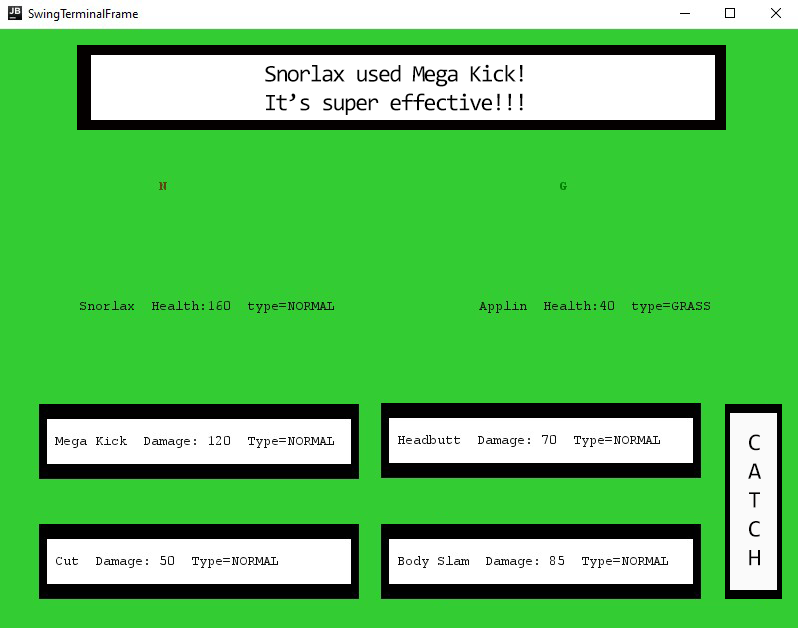 JB SwingTerminalFrame
Snorlax used Mega Kick!
It’s super effective!!!
N
G
Snorlax  Health:160  type=NORMAL
Applin  Health:40  type=GRASS
Mega Kick  Damage: 120  Type=NORMAL
Headbutt  Damage: 70  Type=NORMAL
Cut  Damage: 50  Type=NORMAL
Body Slam  Damage: 85  Type=NORMAL
C
A
T
C
H